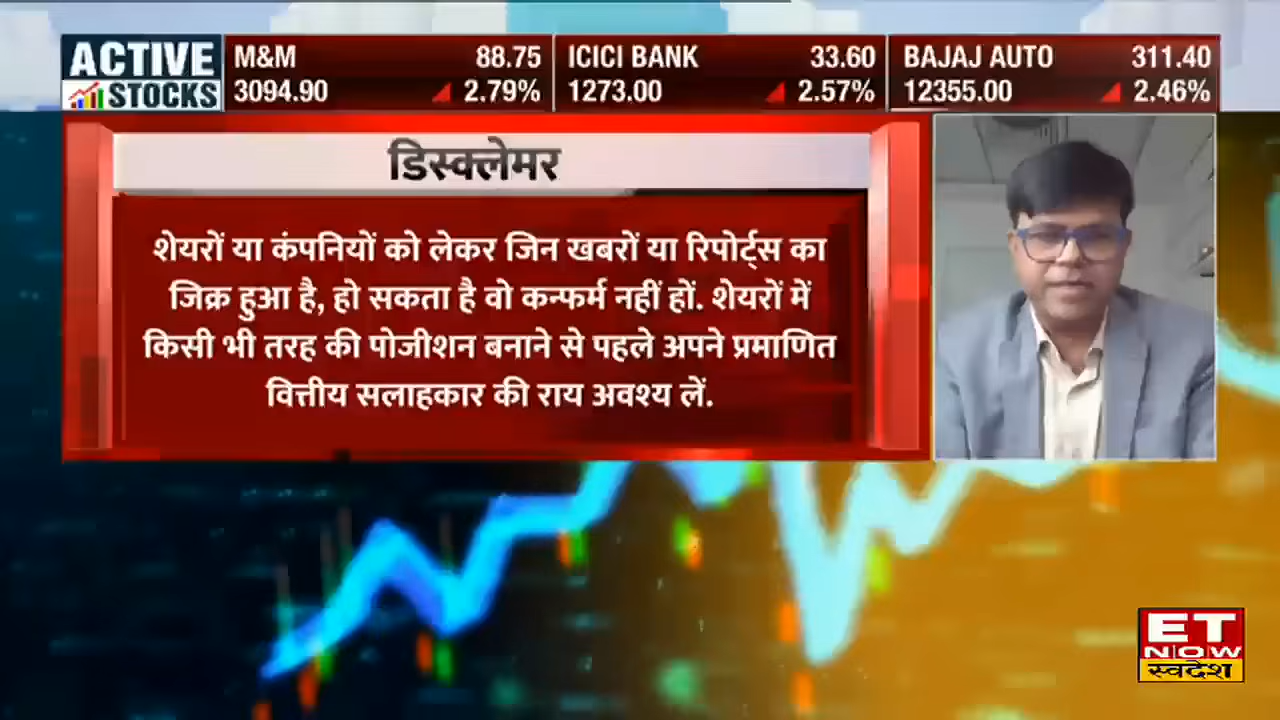 ACTIVE STOCKS
M&M 88.75
3094.90 2.79%
ICICI BANK 33.60
1273.00 2.57%
BAJAJ AUTO 311.40
12355.00 2.46%
डिस्क्लेमर
शेयरों या कंपनियों को लेकर जिन खबरों या रिपोर्ट्स का
जिक्र हुआ है, हो सकता है वो कन्फर्म नहीं हों. शेयरों में
किसी भी तरह की पोजीशन बनाने से पहले अपने प्रमाणित
वित्तीय सलाहकार की राय अवश्य लें.
ET
NOW
स्वदेश